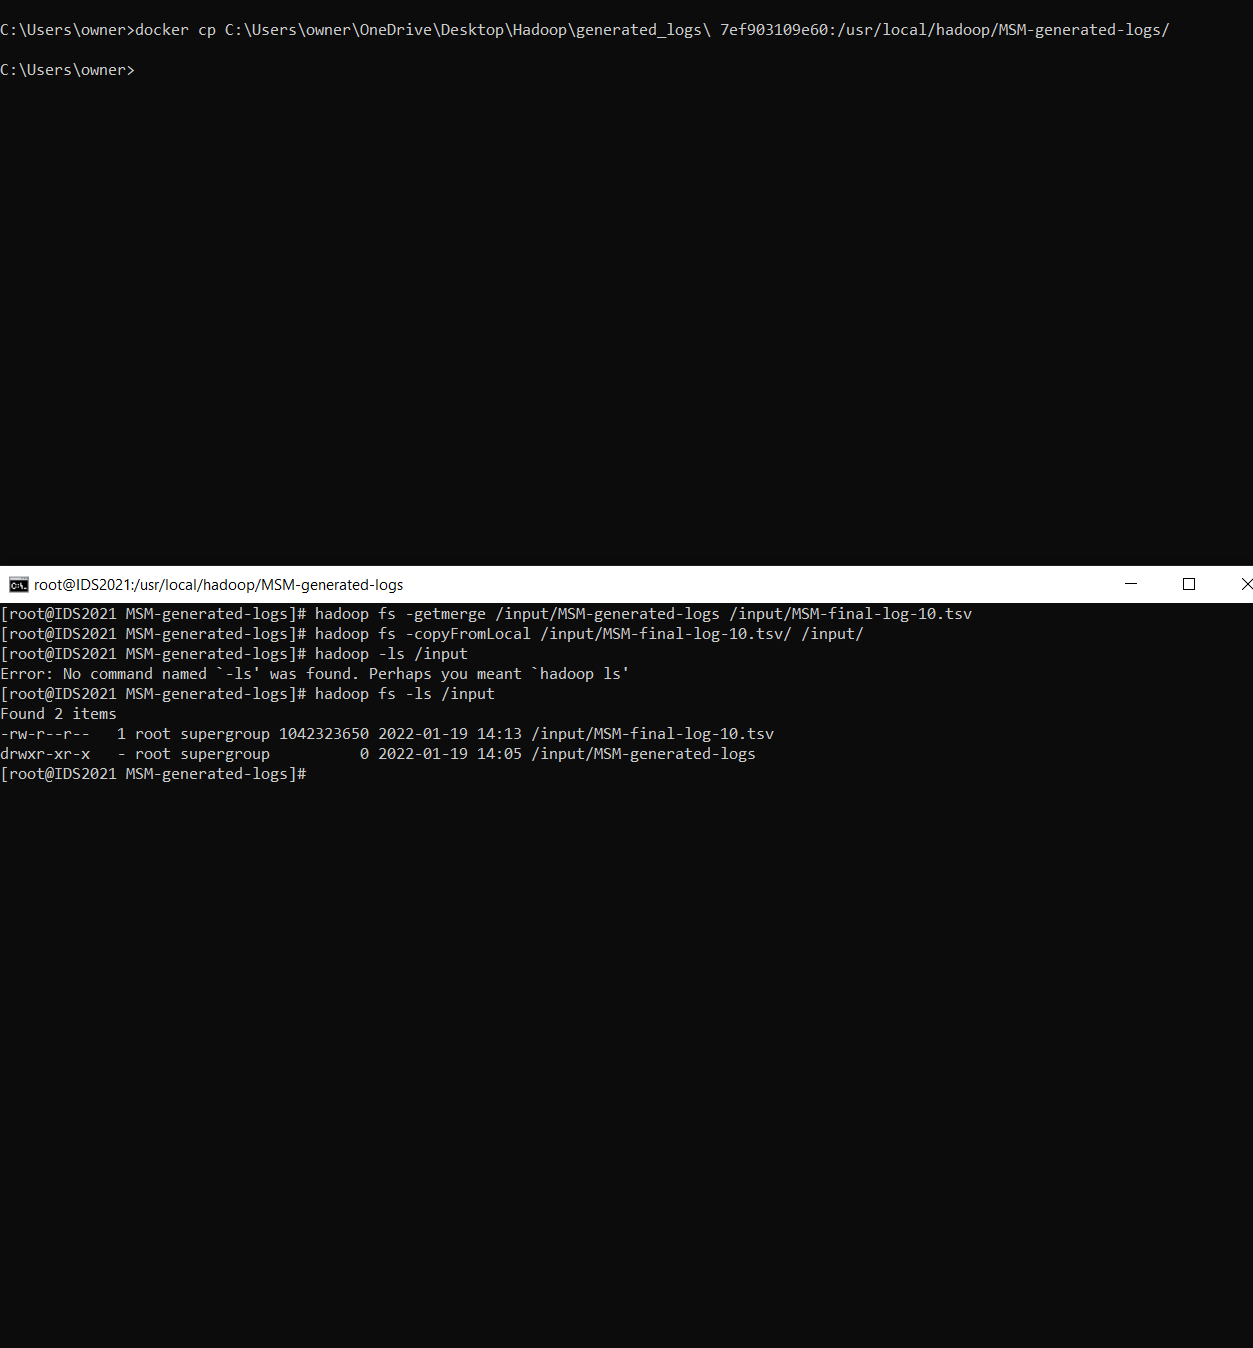 C:\Users\owner>docker cp C:\Users\owner\OneDrive\Desktop\Hadoop\generated_logs\ 7ef903109e60:/usr/local/hadoop/MSM-generated-logs/
C:\Users\owner>
root@IDS2021:/usr/local/hadoop/MSM-generated-logs
[root@IDS2021 MSM-generated-logs]# hadoop fs -getmerge /input/MSM-generated-logs /input/MSM-final-log-10.tsv
[root@IDS2021 MSM-generated-logs]# hadoop fs -copyFromLocal /input/MSM-final-log-10.tsv/ /input/
[root@IDS2021 MSM-generated-logs]# hadoop -ls /input
Error: No command named `-ls' was found. Perhaps you meant `hadoop ls'
[root@IDS2021 MSM-generated-logs]# hadoop fs -ls /input
Found 2 items
-rw-r--r--   1 root supergroup 1042323650 2022-01-19 14:13 /input/MSM-final-log-10.tsv
drwxr-xr-x   - root supergroup          0 2022-01-19 14:05 /input/MSM-generated-logs
[root@IDS2021 MSM-generated-logs]#